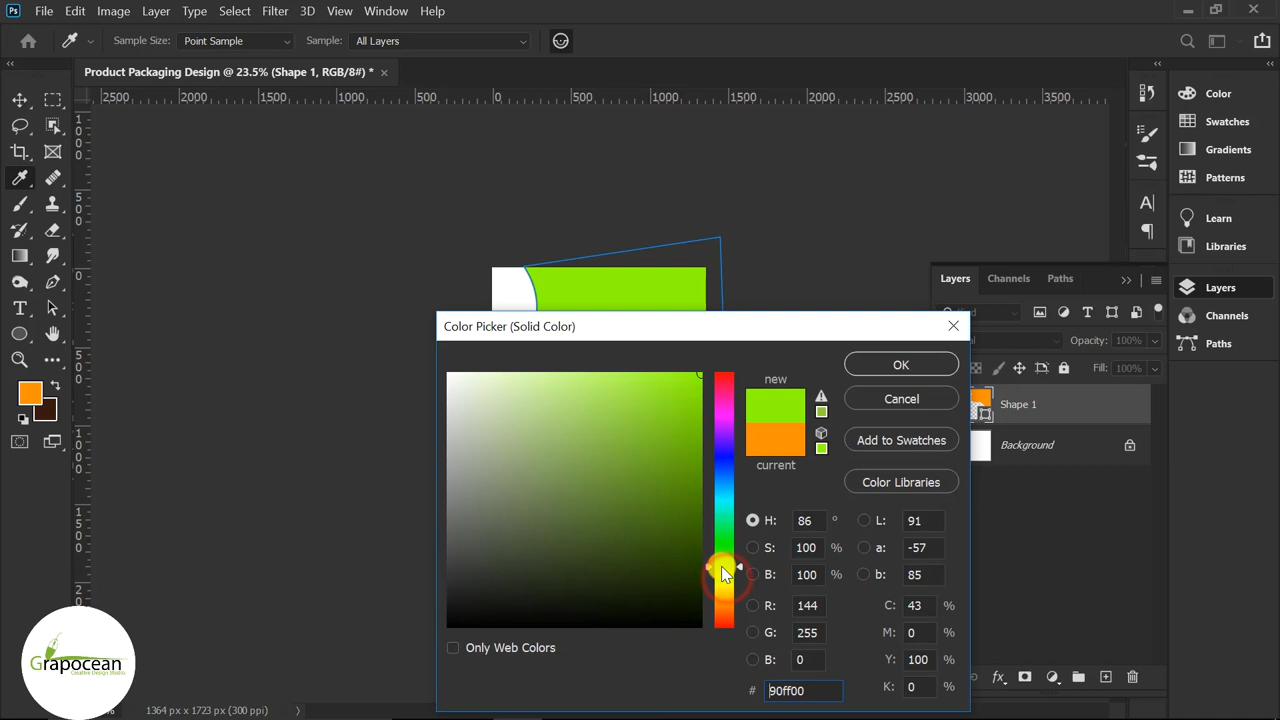 Ps File Edit Image Layer Type Select Filter 3D View Window Help
Sample Size: Point Sample Sample: All Layers
Product Packaging Design @ 23.5% (Shape 1, RGB/8#) * ×
2500 2000 1500 1000 500 0 500 1000 1500 2000 2500 3000 3500
Color
Swatches
Gradients
Patterns
Learn
Libraries
Layers
Channels
Paths
Layers Channels Paths
Opacity: 100%
Fill: 100%
Shape 1
Background
Color Picker (Solid Color)
new
current
OK
Cancel
Add to Swatches
Color Libraries
H: 86 ° L: 91
S: 100 % a: -57
B: 100 % b: 85
R: 144 C: 43 %
G: 255 M: 0 %
B: 0 Y: 100 %
# 90ff00 K: 0 %
Only Web Colors
Grapocean
Creative Design Studio
1364 px x 1723 px (300 ppi)